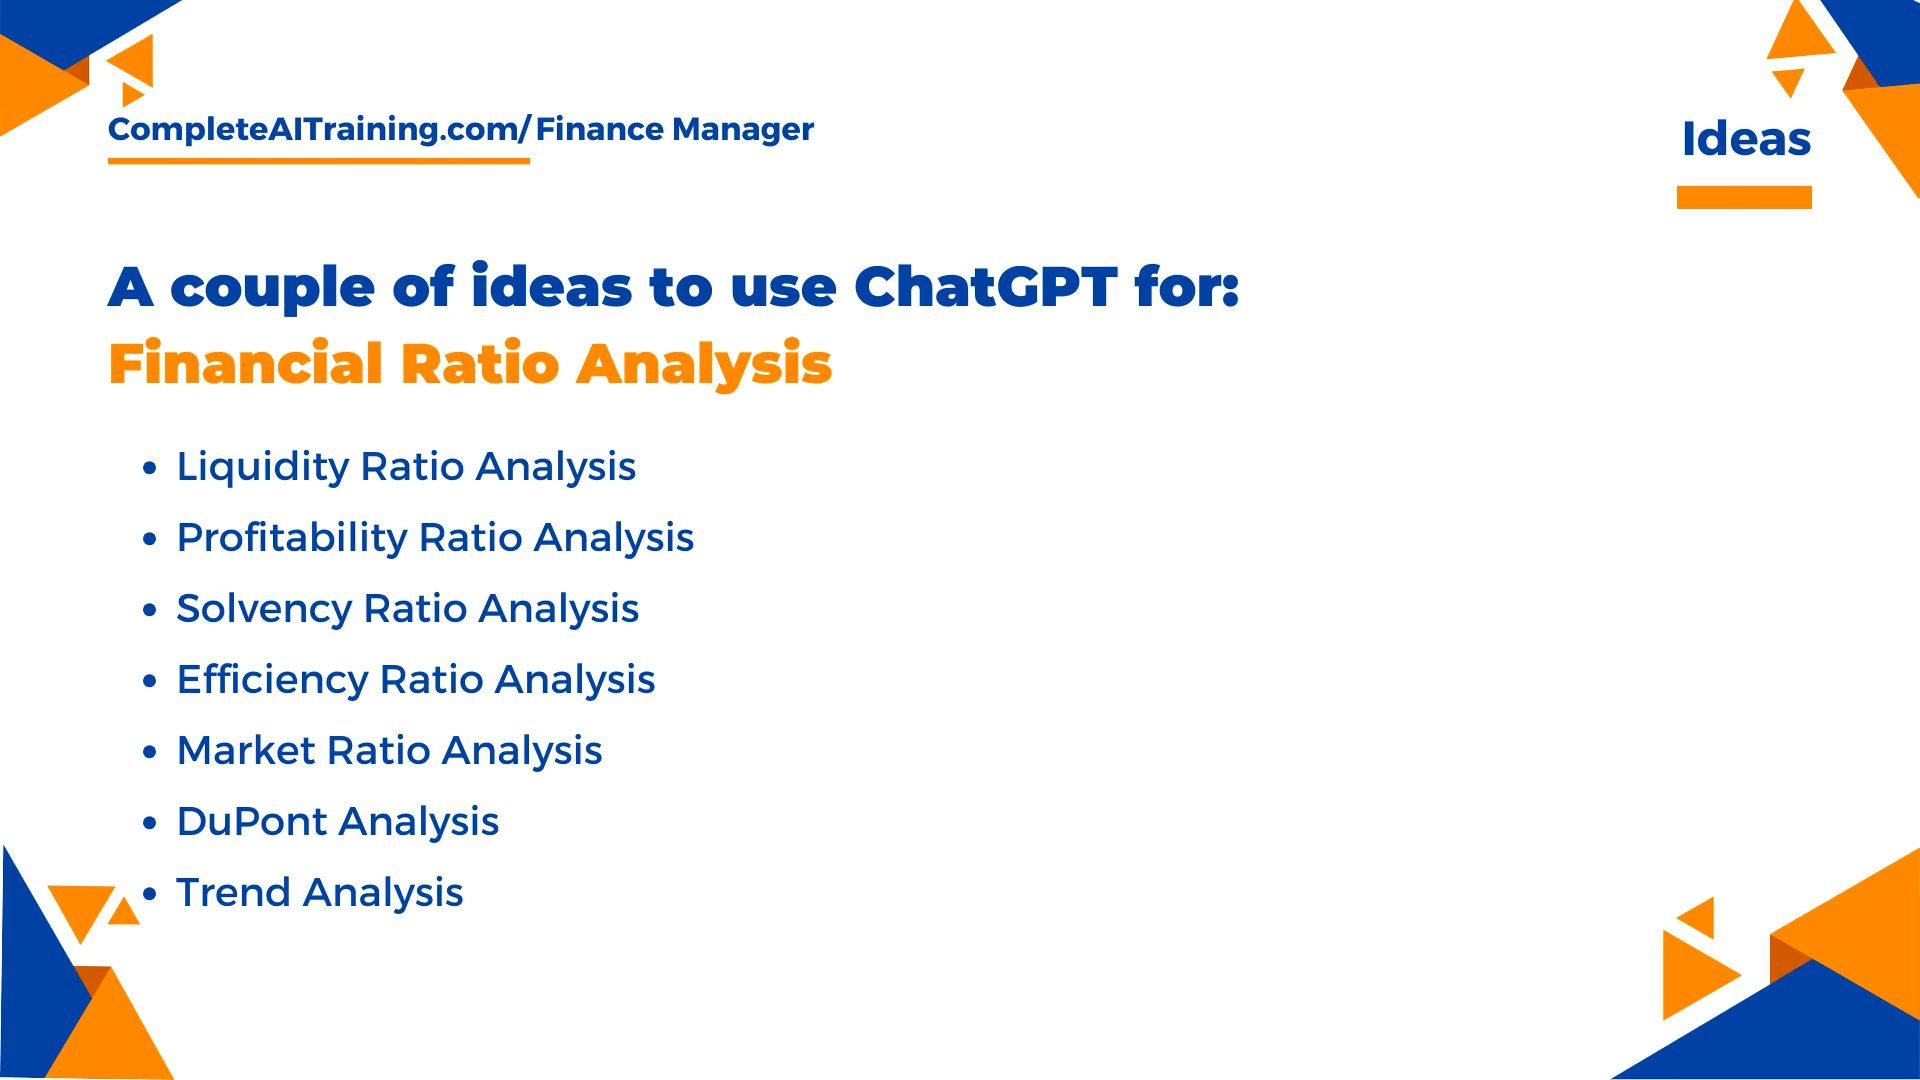 CompleteAITraining.com/ Finance Manager
Ideas
A couple of ideas to use ChatGPT for:
Financial Ratio Analysis
• Liquidity Ratio Analysis
• Profitability Ratio Analysis
• Solvency Ratio Analysis
• Efficiency Ratio Analysis
• Market Ratio Analysis
• DuPont Analysis
• Trend Analysis